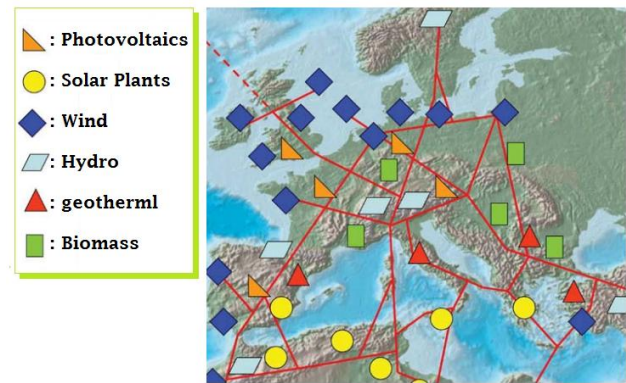 : Photovoltaics
: Solar Plants
: Wind
: Hydro
: geotherml
: Biomass